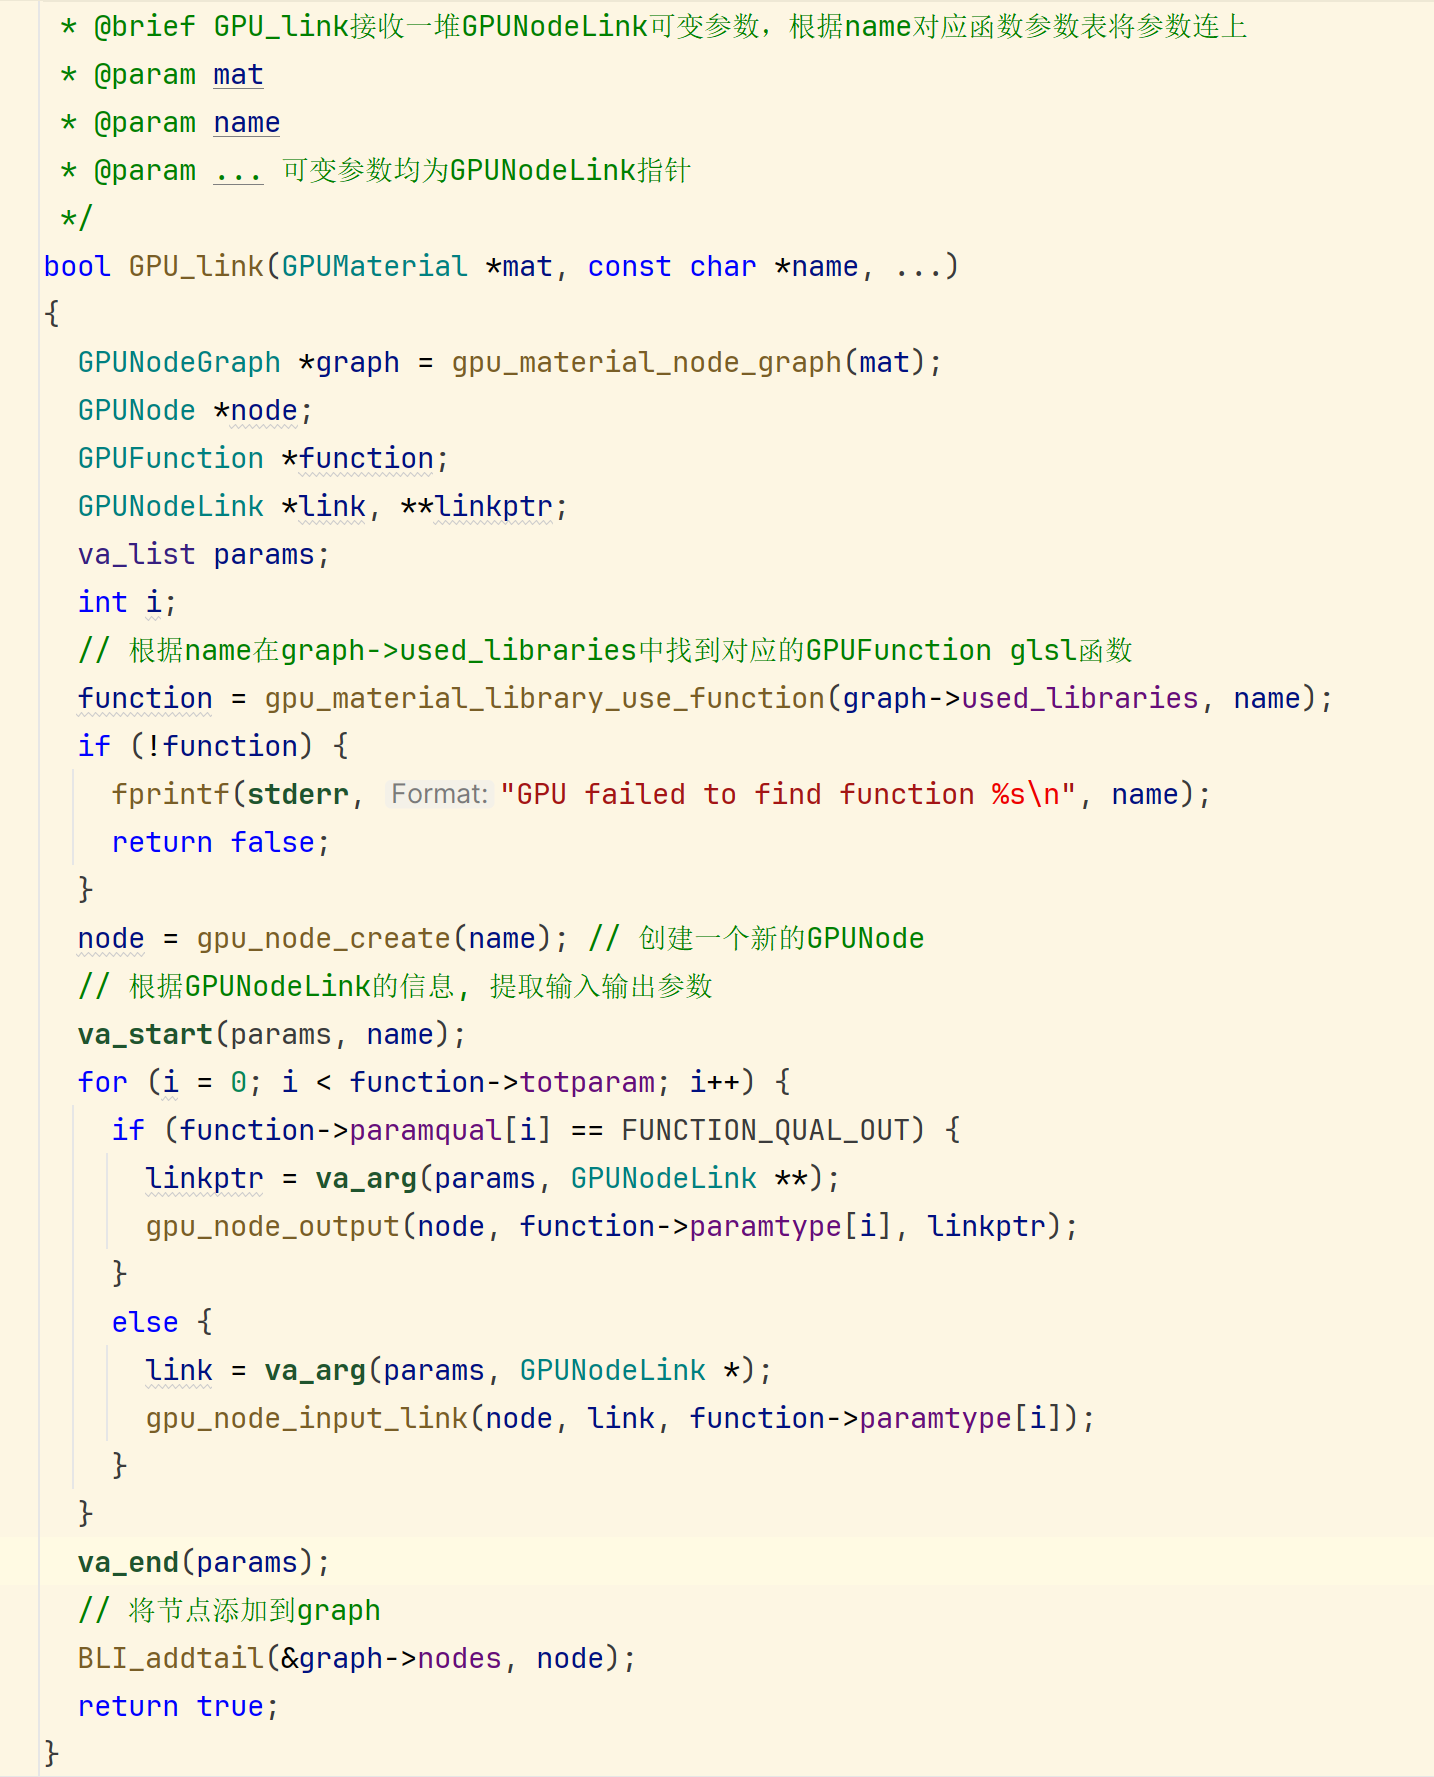 * @brief GPU_link接收一堆GPUNodeLink可变参数，根据name对应函数参数表将参数连上
* @param mat
* @param name
* @param ... 可变参数均为GPUNodeLink指针
*/
bool GPU_link(GPUMaterial *mat, const char *name, ...)
{
GPUNodeGraph *graph = gpu_material_node_graph(mat);
GPUNode *node;
GPUFunction *function;
GPUNodeLink *link, **linkptr;
va_list params;
int i;
// 根据name在graph->used_libraries中找到对应的GPUFunction glsl函数
function = gpu_material_library_use_function(graph->used_libraries, name);
if (!function) {
fprintf(stderr, Format: "GPU failed to find function %s\n", name);
return false;
}
node = gpu_node_create(name); // 创建一个新的GPUNode
// 根据GPUNodeLink的信息, 提取输入输出参数
va_start(params, name);
for (i = 0; i < function->totparam; i++) {
if (function->paramqual[i] == FUNCTION_QUAL_OUT) {
linkptr = va_arg(params, GPUNodeLink **);
gpu_node_output(node, function->paramtype[i], linkptr);
}
else {
link = va_arg(params, GPUNodeLink *);
gpu_node_input_link(node, link, function->paramtype[i]);
}
}
va_end(params);
// 将节点添加到graph
BLI_addtail(&graph->nodes, node);
return true;
}